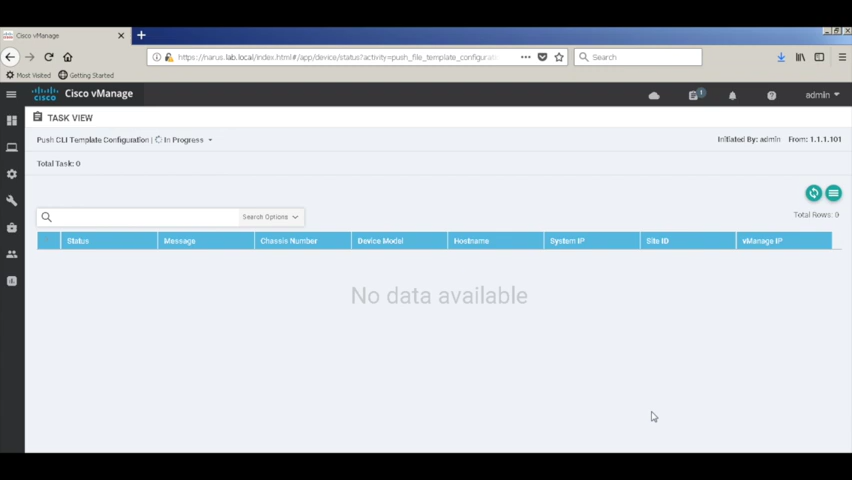 Cisco vManage
https://narus.lab.local/index.html#/app/device/status?activity=push_file_template_configurat
Search
Most Visited Getting Started
cisco Cisco vManage 1 admin
TASK VIEW
Push CLI Template Configuration | In Progress Initiated By: admin From: 1.1.1.101
Total Task: 0
Search Options Total Rows: 0
Status Message Chassis Number Device Model Hostname System IP Site ID vManage IP
No data available